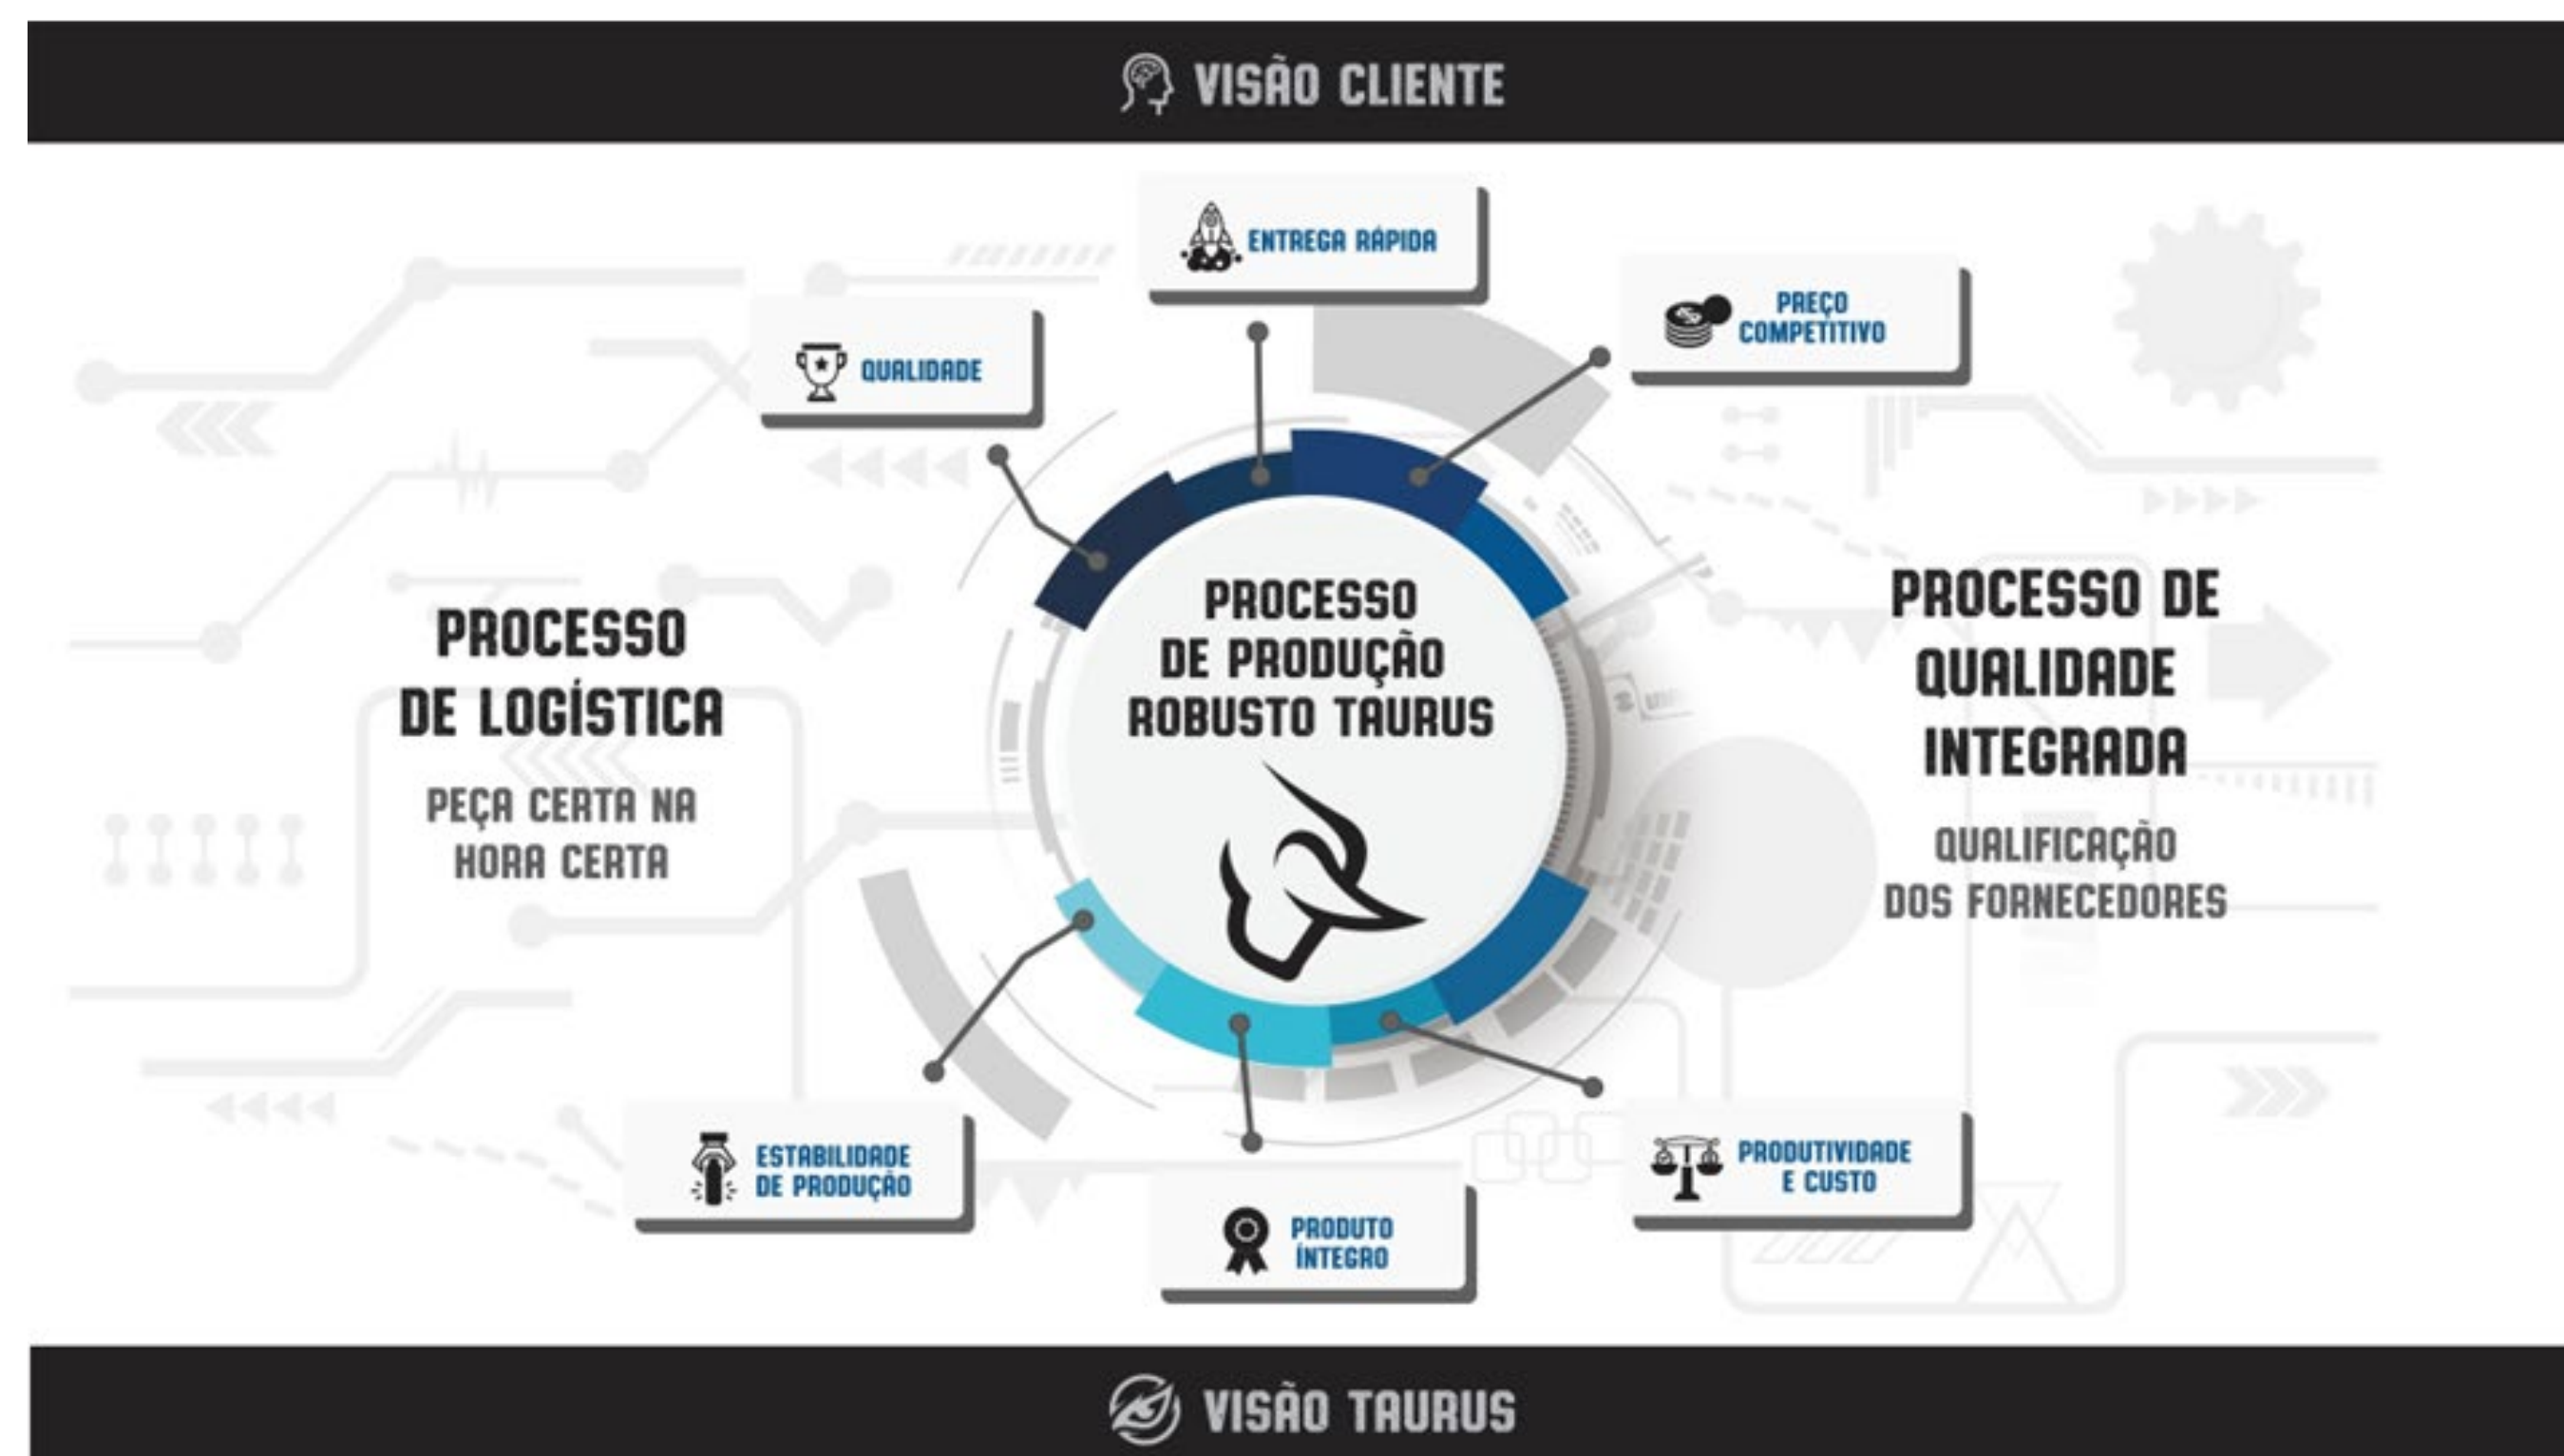 VISÃO CLIENTE
ENTREGA RÁPIDA
PREÇO
COMPETITIVO
QUALIDADE
PROCESSO
DE LOGÍSTICA
PEÇA CERTA NA
HORA CERTA
PROCESSO
DE PRODUÇÃO
ROBUSTO TAURUS
PROCESSO DE
QUALIDADE
INTEGRADA
QUALIFICAÇÃO
DOS FORNECEDORES
ESTABILIDADE
DE PRODUÇÃO
PRODUTO
ÍNTEGRO
PRODUTIVIDADE
E CUSTO
VISÃO TAURUS